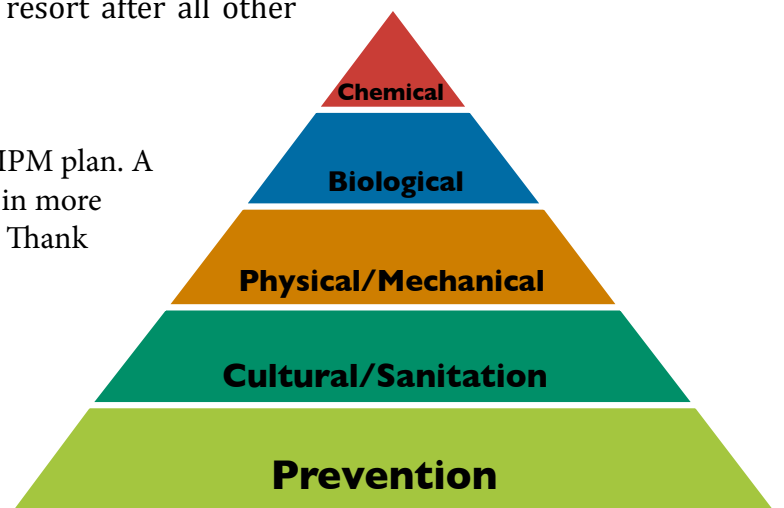 resort after all other
IPM plan. A
in more
Thank
Chemical
Biological
Physical/Mechanical
Cultural/Sanitation
Prevention